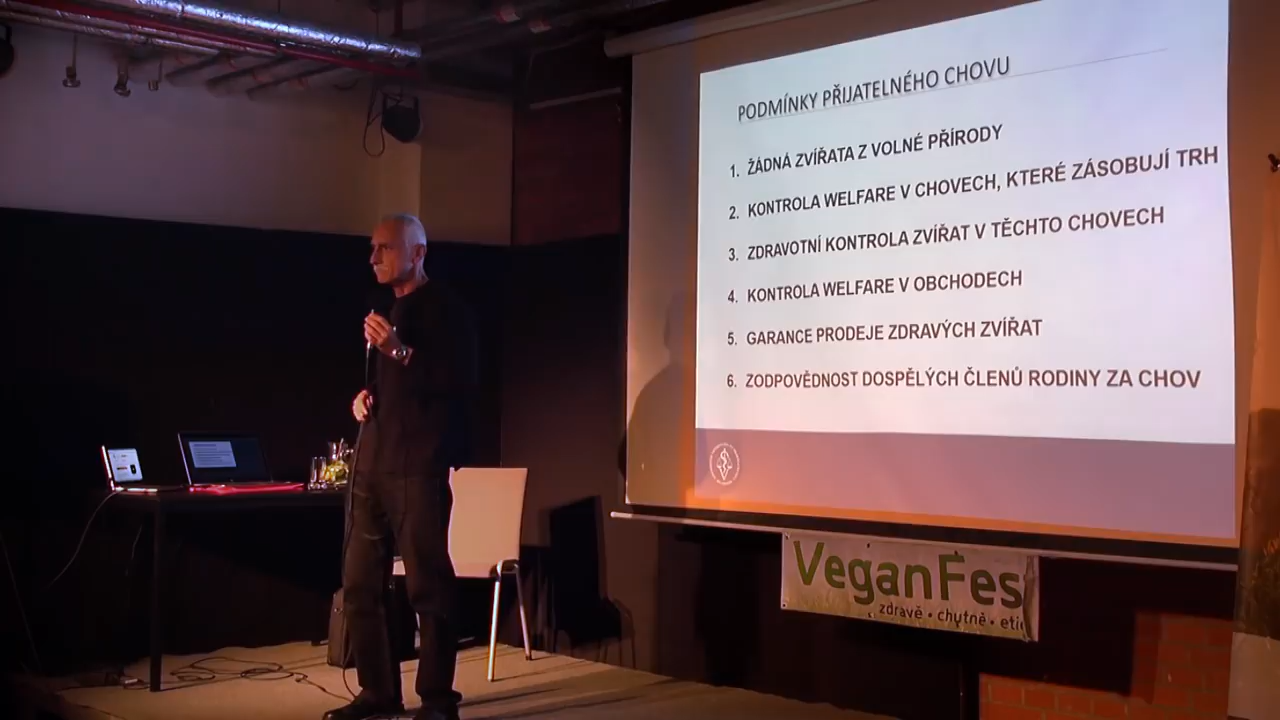 PODMÍNKY PŘIJATELNÉHO CHOVU
1. ŽÁDNÁ ZVÍŘATA Z VOLNÉ PŘÍRODY
2. KONTROLA WELFARE V CHOVECH, KTERÉ ZÁSOBUJÍ TRH
3. ZDRAVOTNÍ KONTROLA ZVÍŘAT V TĚCHTO CHOVECH
4. KONTROLA WELFARE V OBCHODECH
5. GARANCE PRODEJE ZDRAVÝCH ZVÍŘAT
6. ZODPOVĚDNOST DOSPĚLÝCH ČLENŮ RODINY ZA CHOV
VeganFes
zdravě • chutně • eti